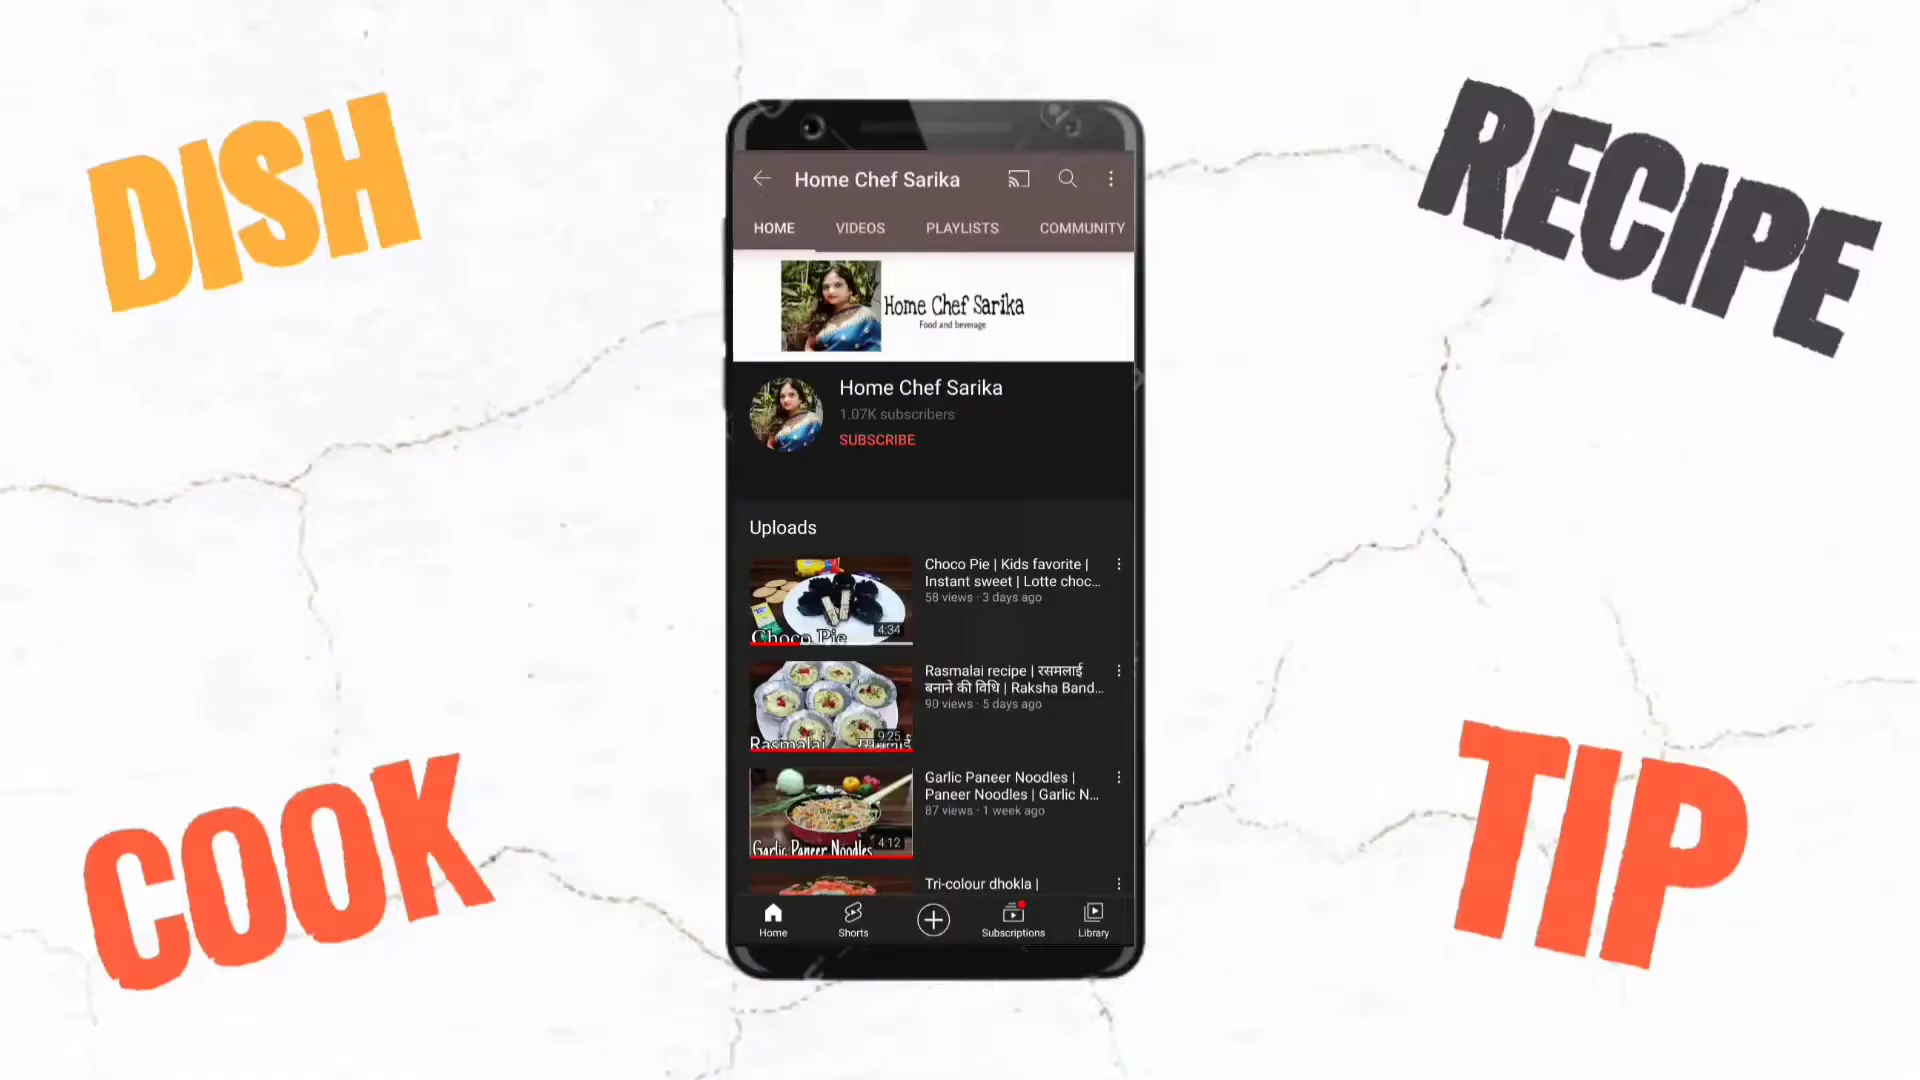 DISH
RECIPE
Home Chef Sarika
HOME VIDEOS PLAYLISTS COMMUNITY
Home Chef Sarika
Food and beverage
Home Chef Sarika
1.07K subscribers
SUBSCRIBE
Uploads
Choco Pie | Kids favorite |
Instant sweet | Lotte choc...
58 views · 3 days ago
4:34
Choco Pie
Rasmalai recipe | रसमलाई
बनाने की विधि | Raksha Band...
90 views · 5 days ago
9:25
Rasmalai रसमलाई
Garlic Paneer Noodles |
Paneer Noodles | Garlic N...
87 views · 1 week ago
4:12
Garlic Paneer Noodles
Tri-colour dhokla |
Home Shorts Subscriptions Library
COOK
TIP